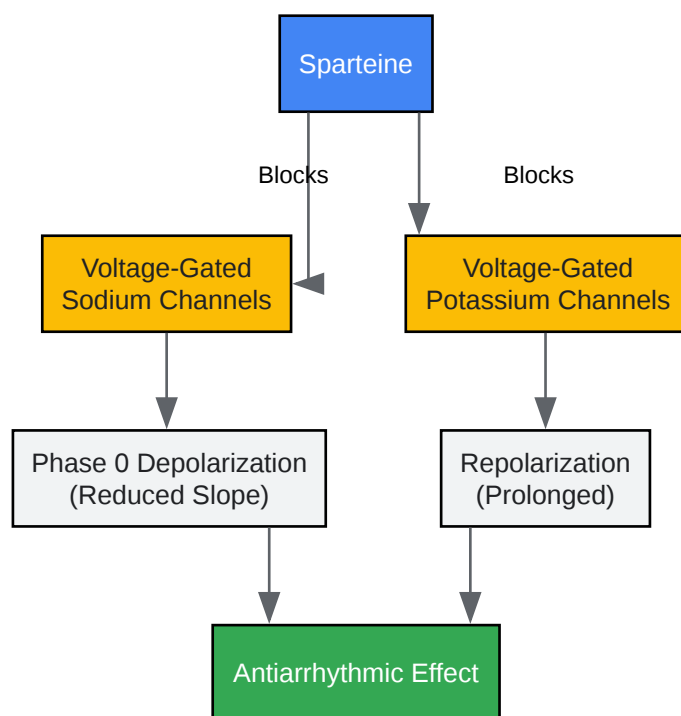 Sparteine
Blocks
Blocks
Voltage-Gated
Sodium Channels
Voltage-Gated
Potassium Channels
Phase 0 Depolarization
(Reduced Slope)
Repolarization
(Prolonged)
Antiarrhythmic Effect